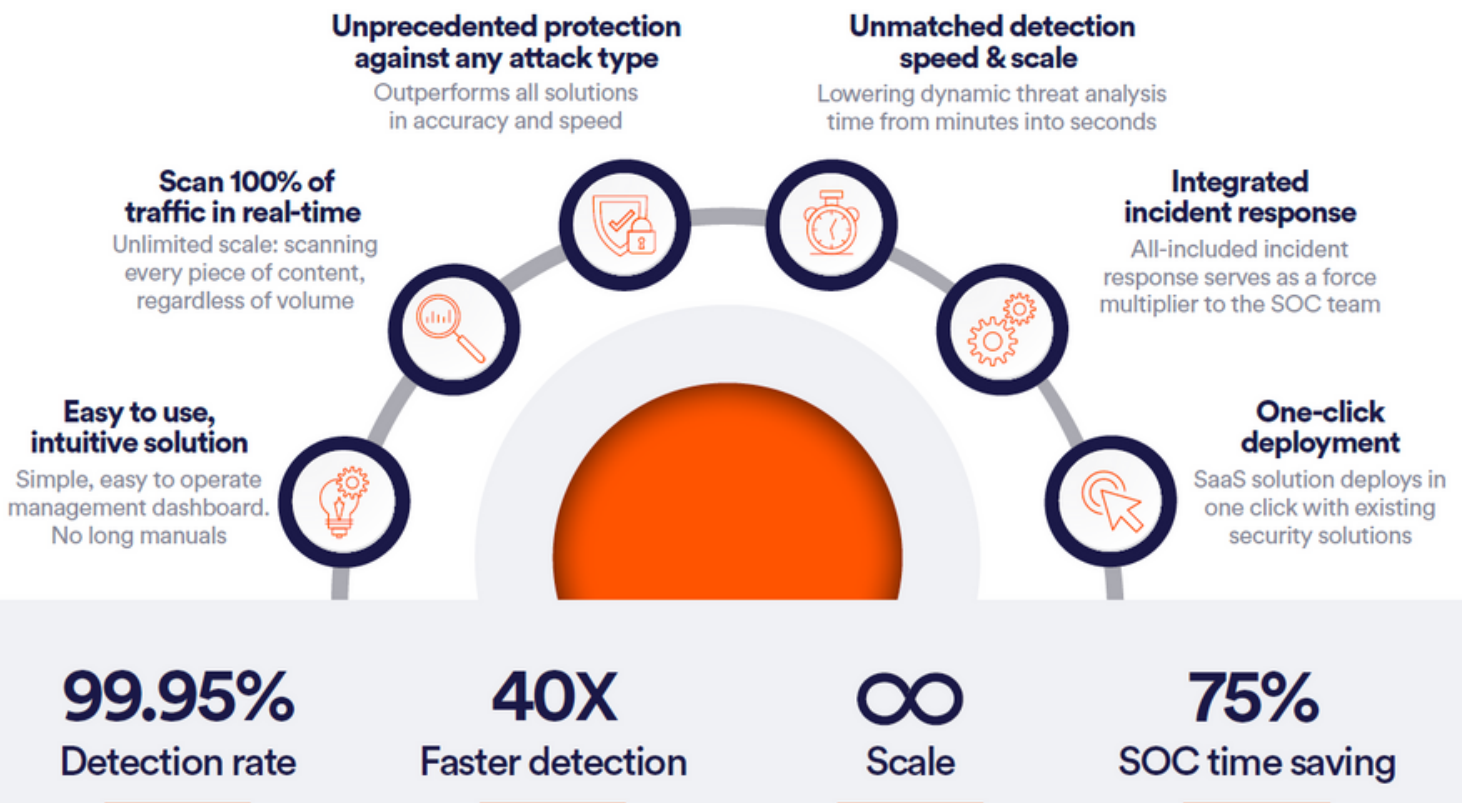 Unprecedented protection
against any attack type
Outperforms all solutions
in accuracy and speed
Unmatched detection
speed & scale
Lowering dynamic threat analysis
time from minutes into seconds
Scan 100% of
traffic in real-time
Unlimited scale: scanning
every piece of content,
regardless of volume
Integrated
incident response
All-included incident
response serves as a force
multiplier to the SOC team
Easy to use,
intuitive solution
Simple, easy to operate
management dashboard.
No long manuals
One-click
deployment
SaaS solution deploys in
one click with existing
security solutions
99.95%
Detection rate
40X
Faster detection
∞
Scale
75%
SOC time saving